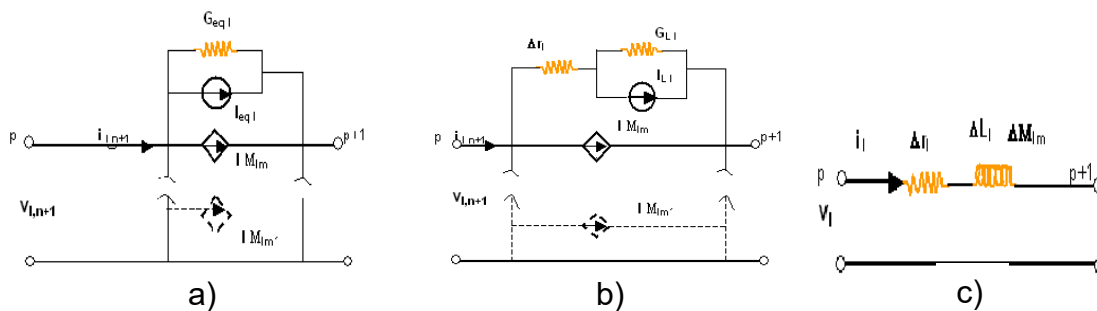 G_eq l
I_eq l
p
i_l,n+1
p+1
I M_lm
V_l,n+1
I M_lm´
a)
Δr_l
G_L l
I_L l
I M_lm
p
i_l,n+1
p+1
V_l,n+1
I M_lm´
b)
ΔL_l
ΔM_lm
i_l
Δr_l
p
p+1
V_l
c)